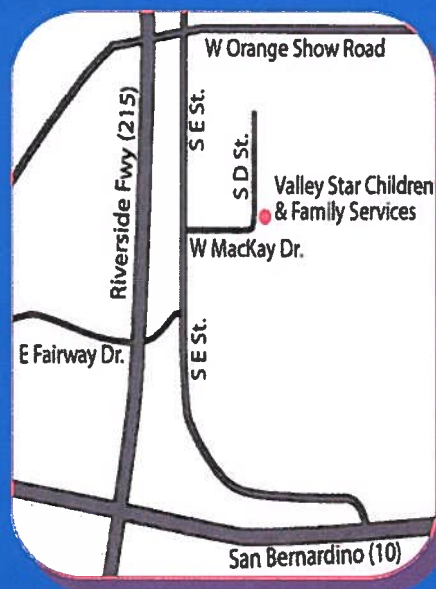 W Orange Show Road
Riverside Fwy (215)
S E St.
S D St.
Valley Star Children
& Family Services
W MacKay Dr.
E Fairway Dr.
S E St.
San Bernardino (10)